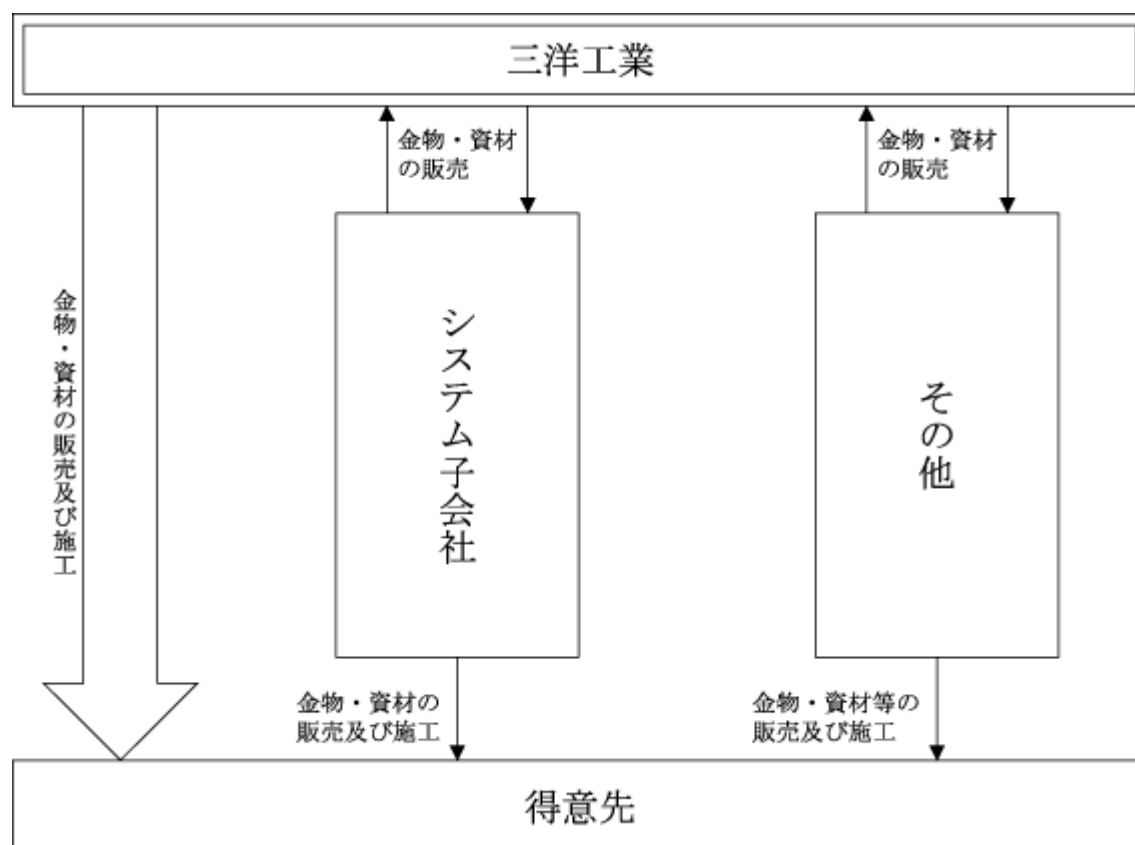 三洋工業
金物・資材
の販売
金物・資材
の販売
金物・資材の販売及び施工
システム子会社
その他
金物・資材の
販売及び施工
金物・資材等の
販売及び施工
得意先